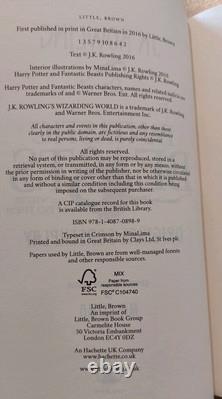 LITTLE, BROWN
First published in print in Great Britain in 2016 by Little, Brown
1 3 5 7 9 10 8 6 4 2
Text © J.K. Rowling 2016
Interior illustrations by MinaLima © J.K. Rowling
Harry Potter and Fantastic Beasts Publishing Rights © J.K. Rowling
Harry Potter and Fantastic Beasts characters, names and related indicia are
trademarks of and © Warner Bros. Ent. All rights reserved.
J.K. ROWLING'S WIZARDING WORLD is a trademark of J.K. Rowling
and Warner Bros. Entertainment Inc.
All characters and events in this publication, other than those
clearly in the public domain, are fictitious and any resemblance
to real persons, living or dead, is purely coincidental.
All rights reserved.
No part of this publication may be reproduced, stored in a
retrieval system, or transmitted, in any form or by any means, without
the prior permission in writing of the publisher, nor be otherwise circulated
in any form of binding or cover other than that in which it is published
and without a similar condition including this condition being
imposed on the subsequent purchaser.
A CIP catalogue record for this book
is available from the British Library.
ISBN 978-1-4087-0898-9
Typeset in Crimson by MinaLima
Printed and bound in Great Britain by Clays Ltd, St Ives plc
Papers used by Little, Brown are from well-managed forests
and other responsible sources.
FSC
www.fsc.org
MIX
Paper from
responsible sources
FSC® C104740
Little, Brown
An imprint of
Little, Brown Book Group
Carmelite House
50 Victoria Embankment
London EC4Y 0DZ
An Hachette UK Company
www.hachette.co.uk